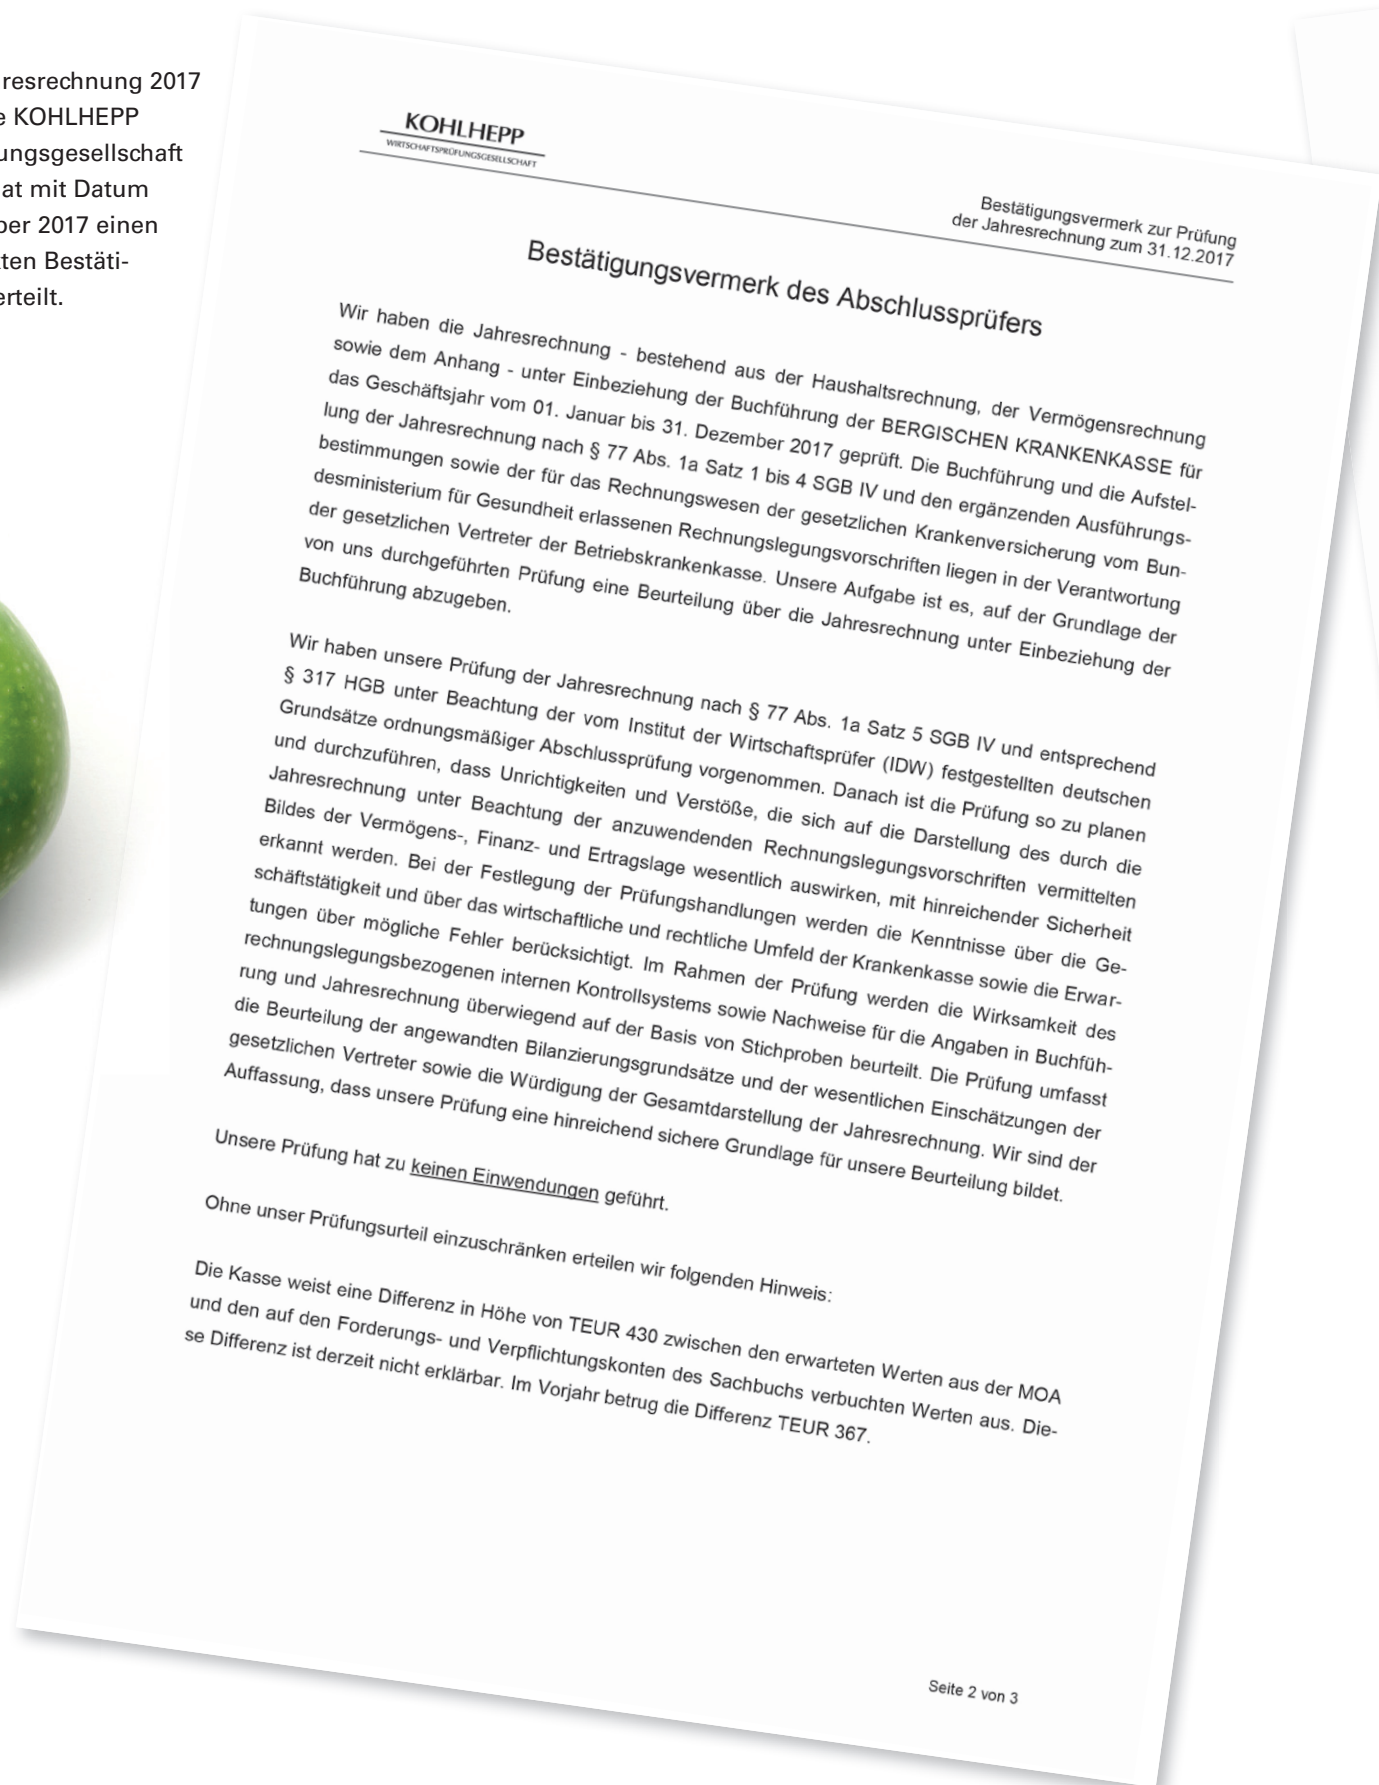 resrechnung 2017
e KOHLHEPP
ungsgesellschaft
at mit Datum
ber 2017 einen
ten Bestäti-
erteilt.
KOHLHEPP
WIRTSCHAFTSPRÜFUNGSGESELLSCHAFT
Bestätigungsvermerk zur Prüfung
der Jahresrechnung zum 31.12.2017
Bestätigungsvermerk des Abschlussprüfers
Wir haben die Jahresrechnung - bestehend aus der Haushaltsrechnung, der Vermögensrechnung
sowie dem Anhang - unter Einbeziehung der Buchführung der BERGISCHEN KRANKENKASSE für
das Geschäftsjahr vom 01. Januar bis 31. Dezember 2017 geprüft. Die Buchführung und die Aufstel-
lung der Jahresrechnung nach § 77 Abs. 1a Satz 1 bis 4 SGB IV und den ergänzenden Ausführungs-
bestimmungen sowie der für das Rechnungswesen der gesetzlichen Krankenversicherung vom Bun-
desministerium für Gesundheit erlassenen Rechnungslegungsvorschriften liegen in der Verantwortung
der gesetzlichen Vertreter der Betriebskrankenkasse. Unsere Aufgabe ist es, auf der Grundlage der
von uns durchgeführten Prüfung eine Beurteilung über die Jahresrechnung unter Einbeziehung der
Buchführung abzugeben.
Wir haben unsere Prüfung der Jahresrechnung nach § 77 Abs. 1a Satz 5 SGB IV und entsprechend
§ 317 HGB unter Beachtung der vom Institut der Wirtschaftsprüfer (IDW) festgestellten deutschen
Grundsätze ordnungsmäßiger Abschlussprüfung vorgenommen. Danach ist die Prüfung so zu planen
und durchzuführen, dass Unrichtigkeiten und Verstöße, die sich auf die Darstellung des durch die
Jahresrechnung unter Beachtung der anzuwendenden Rechnungslegungsvorschriften vermittelten
Bildes der Vermögens-, Finanz- und Ertragslage wesentlich auswirken, mit hinreichender Sicherheit
erkannt werden. Bei der Festlegung der Prüfungshandlungen werden die Kenntnisse über die Ge-
schäftstätigkeit und über das wirtschaftliche und rechtliche Umfeld der Krankenkasse sowie die Erwar-
tungen über mögliche Fehler berücksichtigt. Im Rahmen der Prüfung werden die Wirksamkeit des
rechnungslegungsbezogenen internen Kontrollsystems sowie Nachweise für die Angaben in Buchfüh-
rung und Jahresrechnung überwiegend auf der Basis von Stichproben beurteilt. Die Prüfung umfasst
die Beurteilung der angewandten Bilanzierungsgrundsätze und der wesentlichen Einschätzungen der
gesetzlichen Vertreter sowie die Würdigung der Gesamtdarstellung der Jahresrechnung. Wir sind der
Auffassung, dass unsere Prüfung eine hinreichend sichere Grundlage für unsere Beurteilung bildet.
Unsere Prüfung hat zu keinen Einwendungen geführt.
Ohne unser Prüfungsurteil einzuschränken erteilen wir folgenden Hinweis:
Die Kasse weist eine Differenz in Höhe von TEUR 430 zwischen den erwarteten Werten aus der MOA
und den auf den Forderungs- und Verpflichtungskonten des Sachbuchs verbuchten Werten aus. Die-
se Differenz ist derzeit nicht erklärbar. Im Vorjahr betrug die Differenz TEUR 367.
Seite 2 von 3